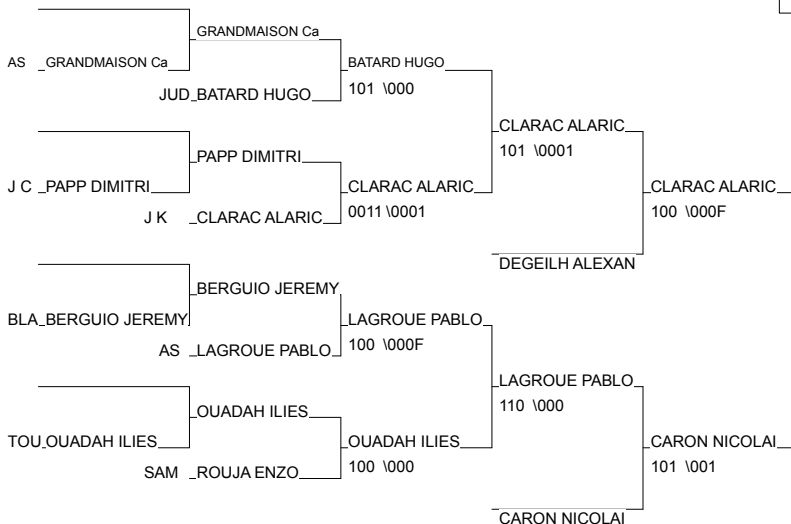 GRANDMAISON Ca
AS GRANDMAISON Ca
BATARD HUGO
JUD BATARD HUGO
101 \000
CLARAC ALARIC
101 \0001
PAPP DIMITRI
J C PAPP DIMITRI
CLARAC ALARIC
0011 \0001
CLARAC ALARIC
100 \000F
J K CLARAC ALARIC
DEGEILH ALEXAN
BERGUIO JEREMY
BLA BERGUIO JEREMY
LAGROUE PABLO
100 \000F
AS LAGROUE PABLO
LAGROUE PABLO
110 \000
OUADAH ILIES
TOU OUADAH ILIES
OUADAH ILIES
100 \000
CARON NICOLAI
101 \001
SAM ROUJA ENZO
CARON NICOLAI